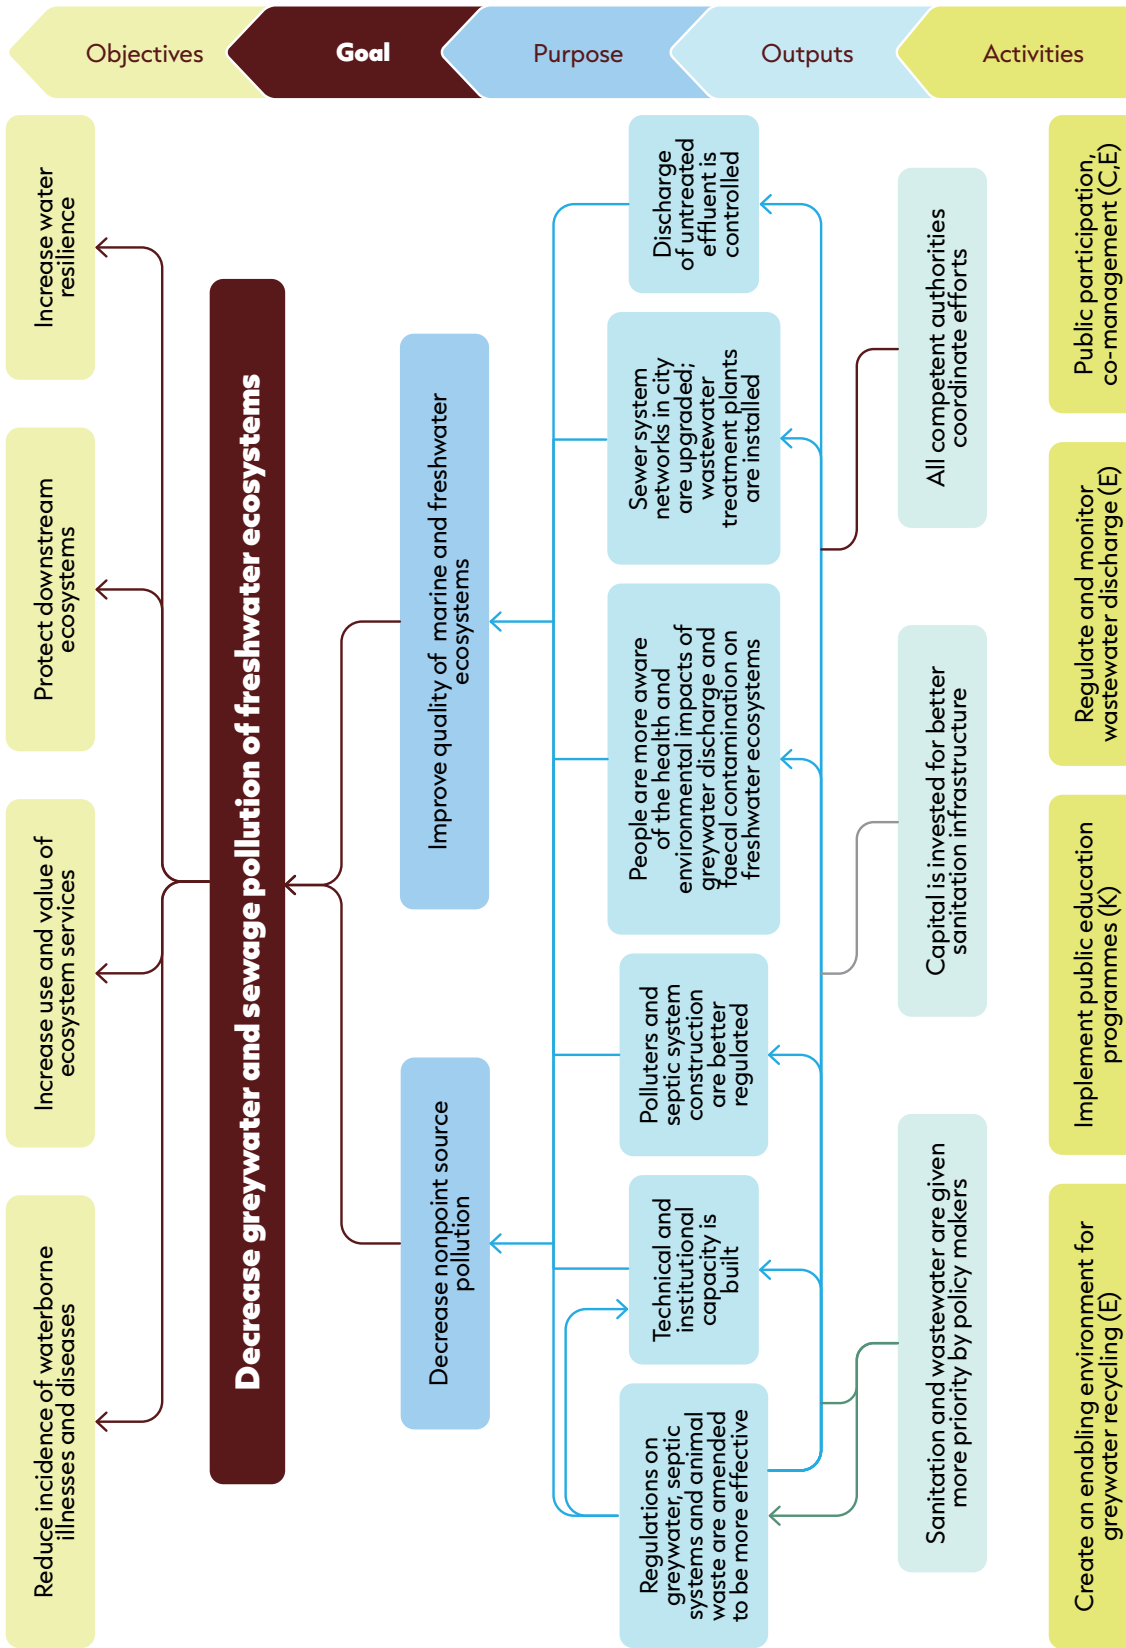 Objectives
Goal
Purpose
Outputs
Activities
Reduce incidence of waterborne
illnesses and diseases
Increase use and value of
ecosystem services
Protect downstream
ecosystems
Increase water
resilience
Decrease greywater and sewage pollution of freshwater ecosystems
Decrease nonpoint source
pollution
Improve quality of marine and freshwater
ecosystems
Regulations on
greywater, septic
systems and animal
waste are amended
to be more effective
Technical and
institutional
capacity is
built
Polluters and
septic system
construction
are better
regulated
People are more aware
of the health and
environmental impacts of
greywater discharge and
faecal contamination on
freshwater ecosystems
Sewer system
networks in city
are upgraded;
wastewater
treatment plants
are installed
Discharge
of untreated
effluent is
controlled
Sanitation and wastewater are given
more priority by policy makers
Capital is invested for better
sanitation infrastructure
All competent authorities
coordinate efforts
Create an enabling environment for
greywater recycling (E)
Implement public education
programmes (K)
Regulate and monitor
wastewater discharge (E)
Public participation,
co-management (C,E)